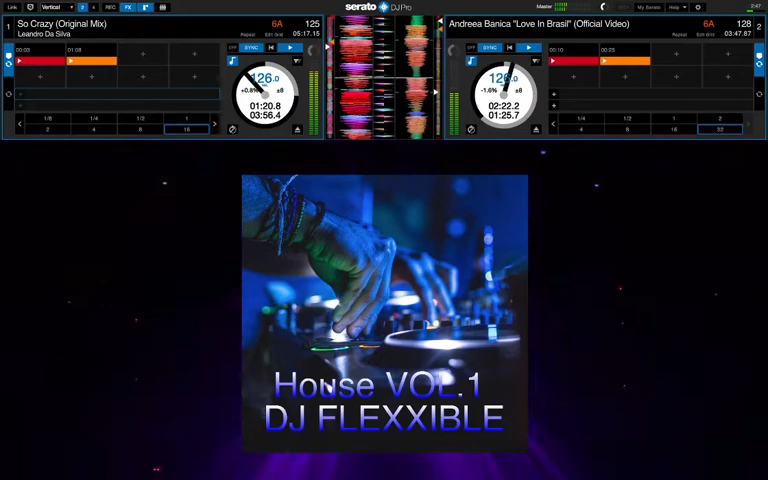 Link
Vertical
2
4
REC
FX
serato DJ Pro
Master
My Serato
Help
2:47
1
So Crazy (Original Mix)
Leandro Da Silva
6A
125
Repeat
Edit Grid
05:17.15
00:03
01:08
OFF
SYNC
126.0
+0.8%
±8
01:20.8
03:56.4
1/8
1/4
1/2
1
2
4
8
16
Andreea Banica "Love In Brasil" (Official Video)
6A
128
2
Repeat
Edit Grid
03:47.87
OFF
SYNC
126.0
-1.6%
±8
02:22.2
01:25.7
00:10
00:25
1/4
1/2
1
2
4
8
16
32
House VOL.1
DJ FLEXXIBLE